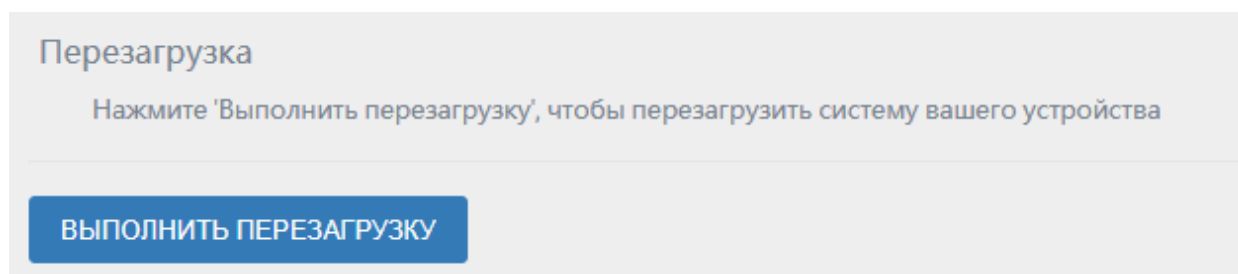 Перезагрузка
Нажмите 'Выполнить перезагрузку', чтобы перезагрузить систему вашего устройства
ВЫПОЛНИТЬ ПЕРЕЗАГРУЗКУ